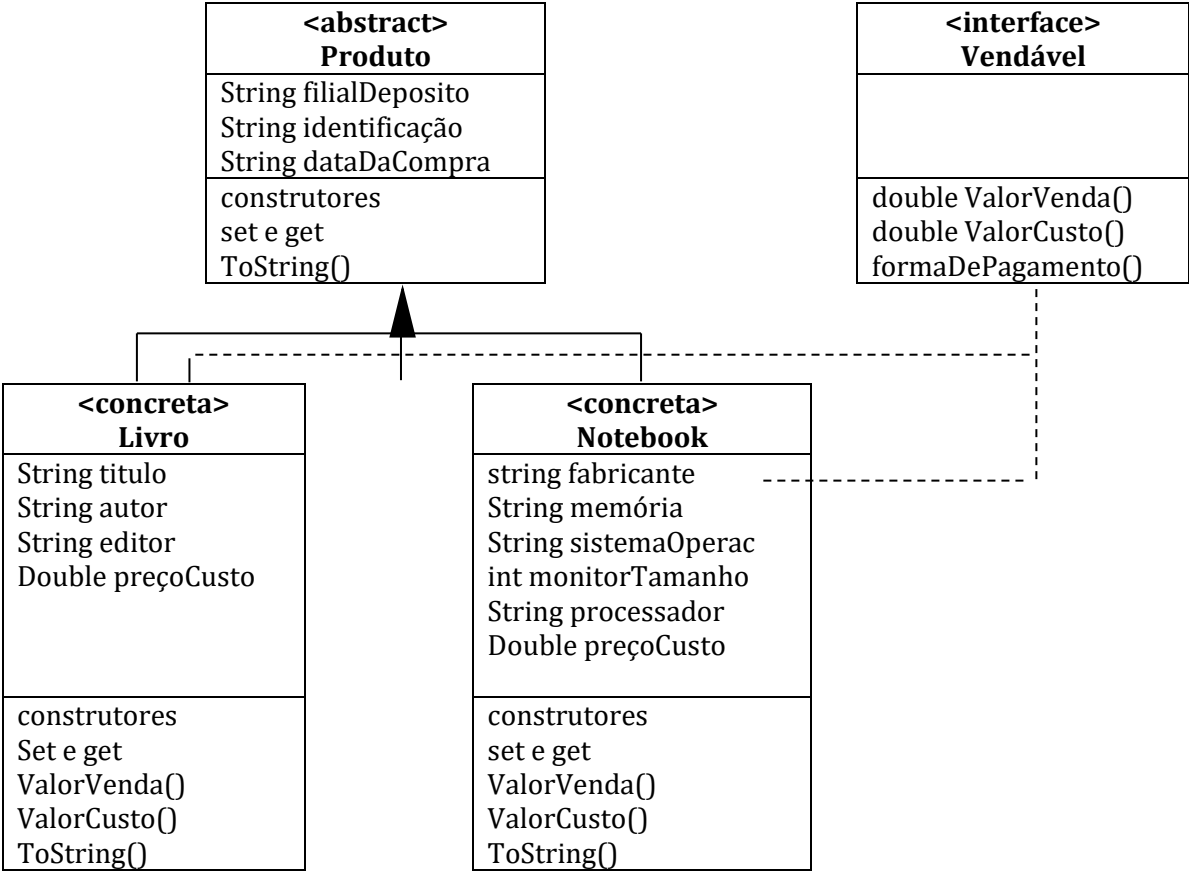 <abstract>
Produto
String filialDeposito
String identificação
String dataDaCompra
construtores
set e get
ToString()
<interface>
Vendável
double ValorVenda()
double ValorCusto()
formaDePagamento()
<concreta>
Livro
String titulo
String autor
String editor
Double preçoCusto
construtores
Set e get
ValorVenda()
ValorCusto()
ToString()
<concreta>
Notebook
string fabricante
String memória
String sistemaOperac
int monitorTamanho
String processador
Double preçoCusto
construtores
set e get
ValorVenda()
ValorCusto()
ToString()